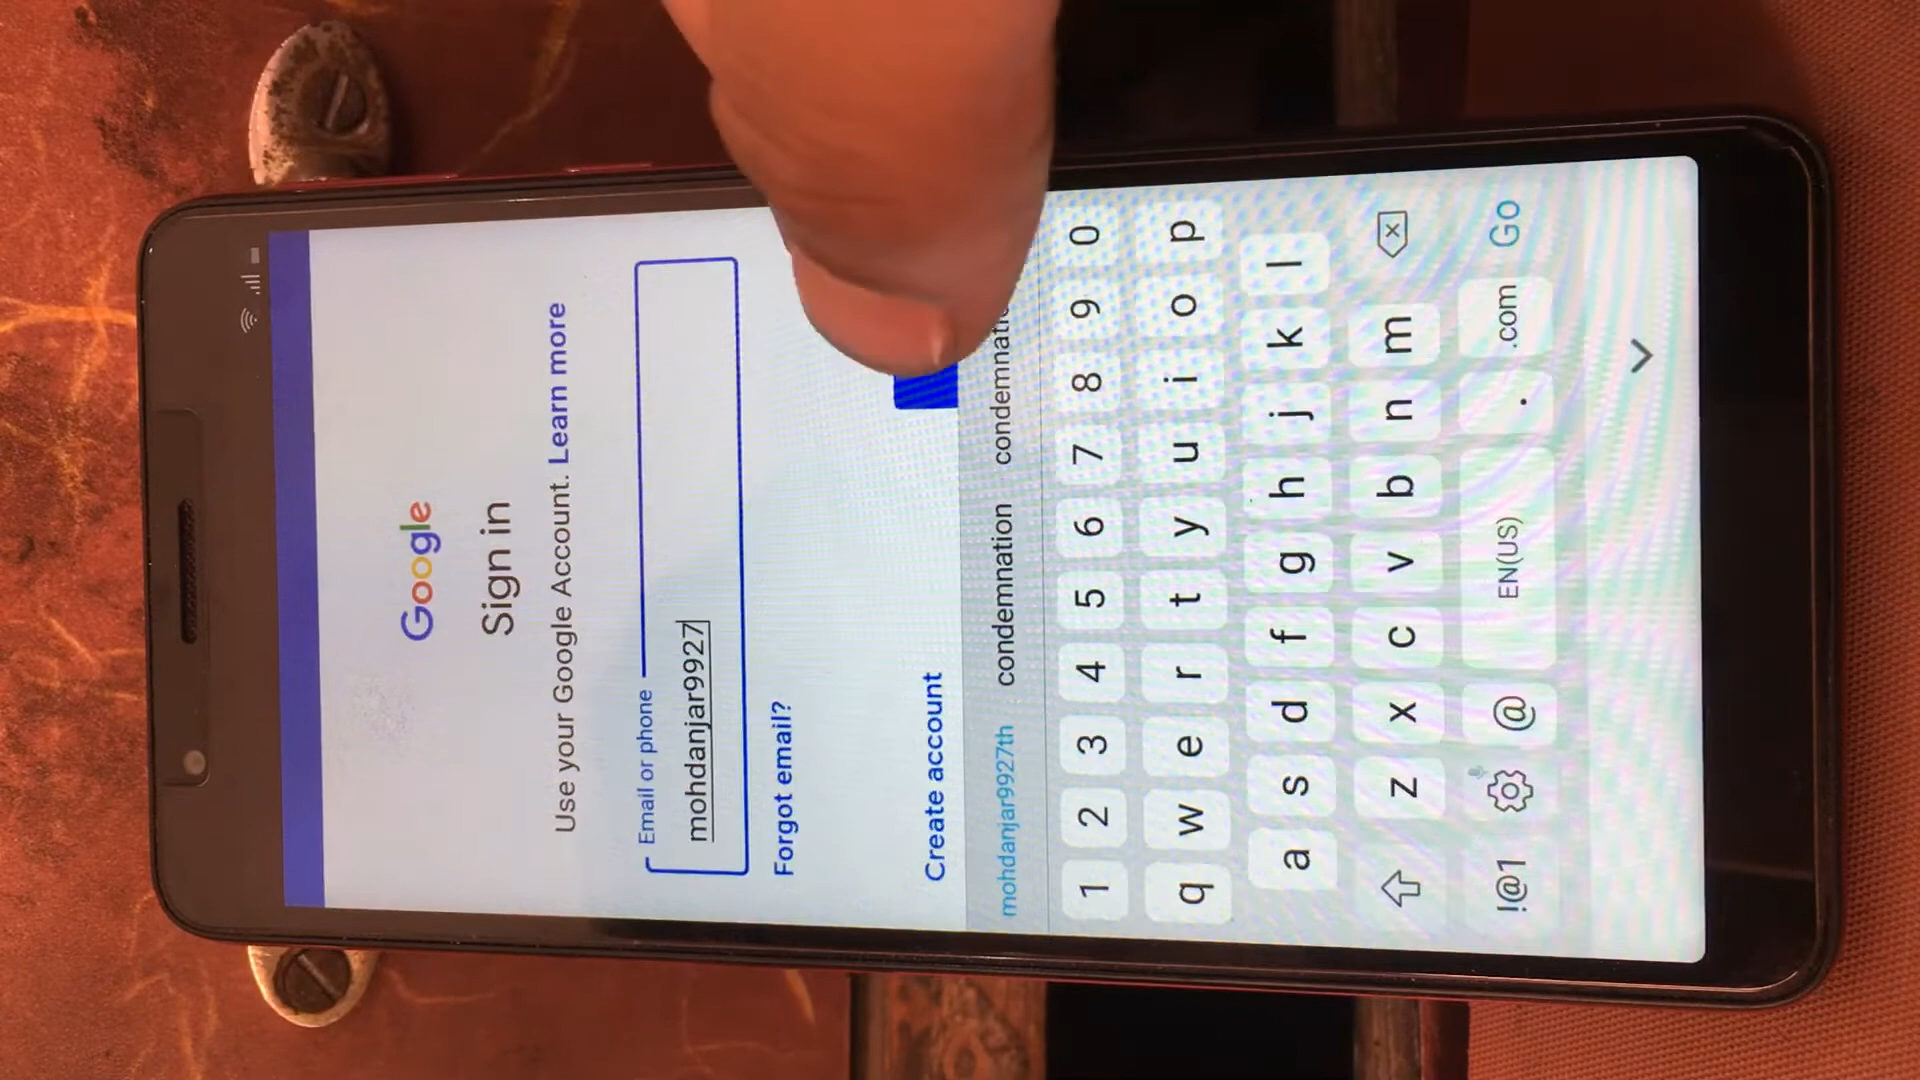 Google
Sign in
Use your Google Account. Learn more
Email or phone
mohdanjar9927
Forgot email?
Create account
mohdanjar9927th condemnation
1 2 3 4 5 6 7 8 9 0
q w e r t y u i o p
a s d f g h j k l
z x c v b n m
!@1 @ EN(US) . .com Go